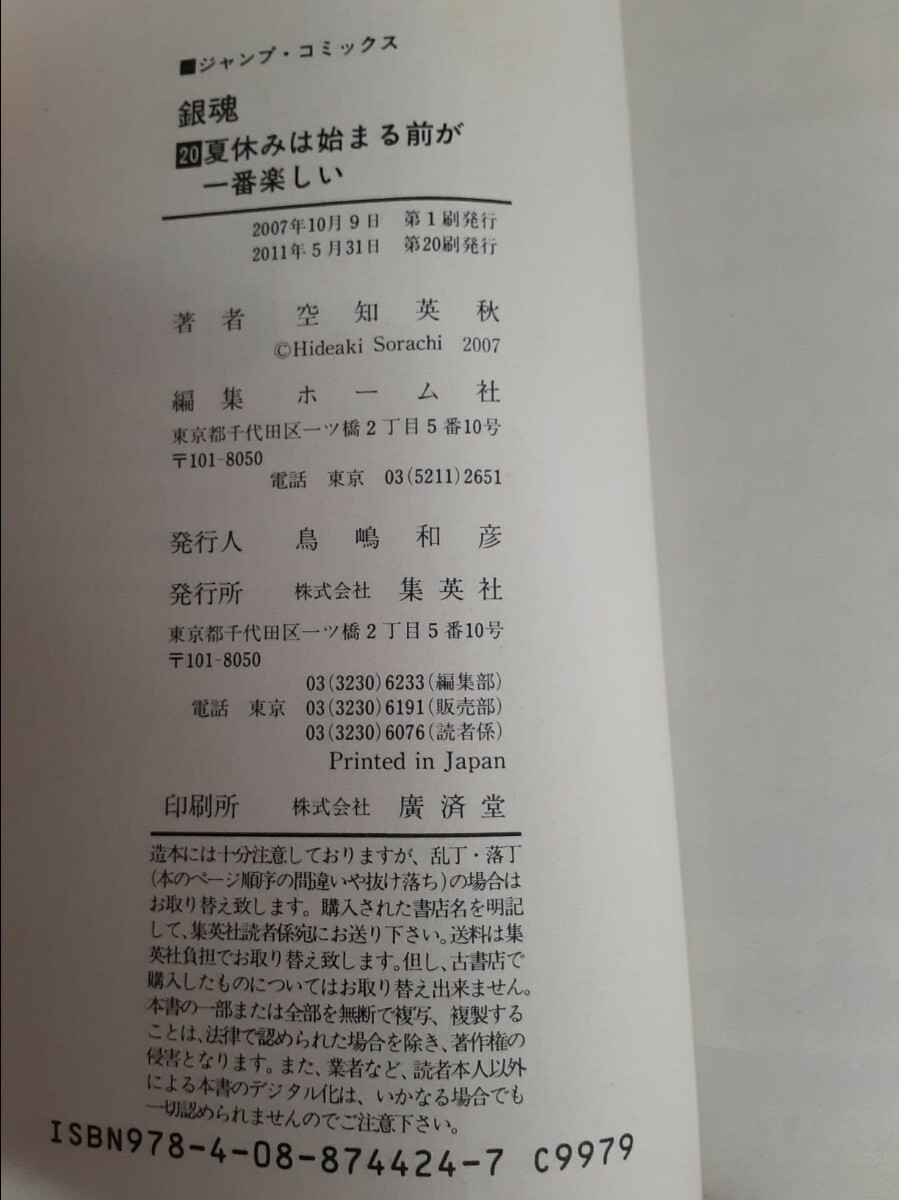 ■ジャンプ・コミックス
銀魂
20夏休みは始まる前が
一番楽しい
2007年10月9日 第1刷発行
2011年5月31日 第20刷発行
著者 空知英秋
©Hideaki Sorachi 2007
編集 ホーム社
東京都千代田区一ツ橋2丁目5番10号
〒101-8050
電話 東京 03(5211)2651
発行人 鳥嶋和彦
発行所 株式会社 集英社
東京都千代田区一ツ橋2丁目5番10号
〒101-8050
03(3230)6233(編集部)
電話 東京 03(3230)6191(販売部)
03(3230)6076(読者係)
Printed in Japan
印刷所 株式会社 廣済堂
造本には十分注意しておりますが、乱丁・落丁
(本のページ順序の間違いや抜け落ち)の場合は
お取り替え致します。購入された書店名を明記
して、集英社読者係宛にお送り下さい。送料は集
英社負担でお取り替え致します。但し、古書店で
購入したものについてはお取り替え出来ません。
本書の一部または全部を無断で複写、複製する
ことは、法律で認められた場合を除き、著作権の
侵害となります。また、業者など、読者本人以外
による本書のデジタル化は、いかなる場合でも
一切認められませんのでご注意下さい。
ISBN978-4-08-874424-7 C9979